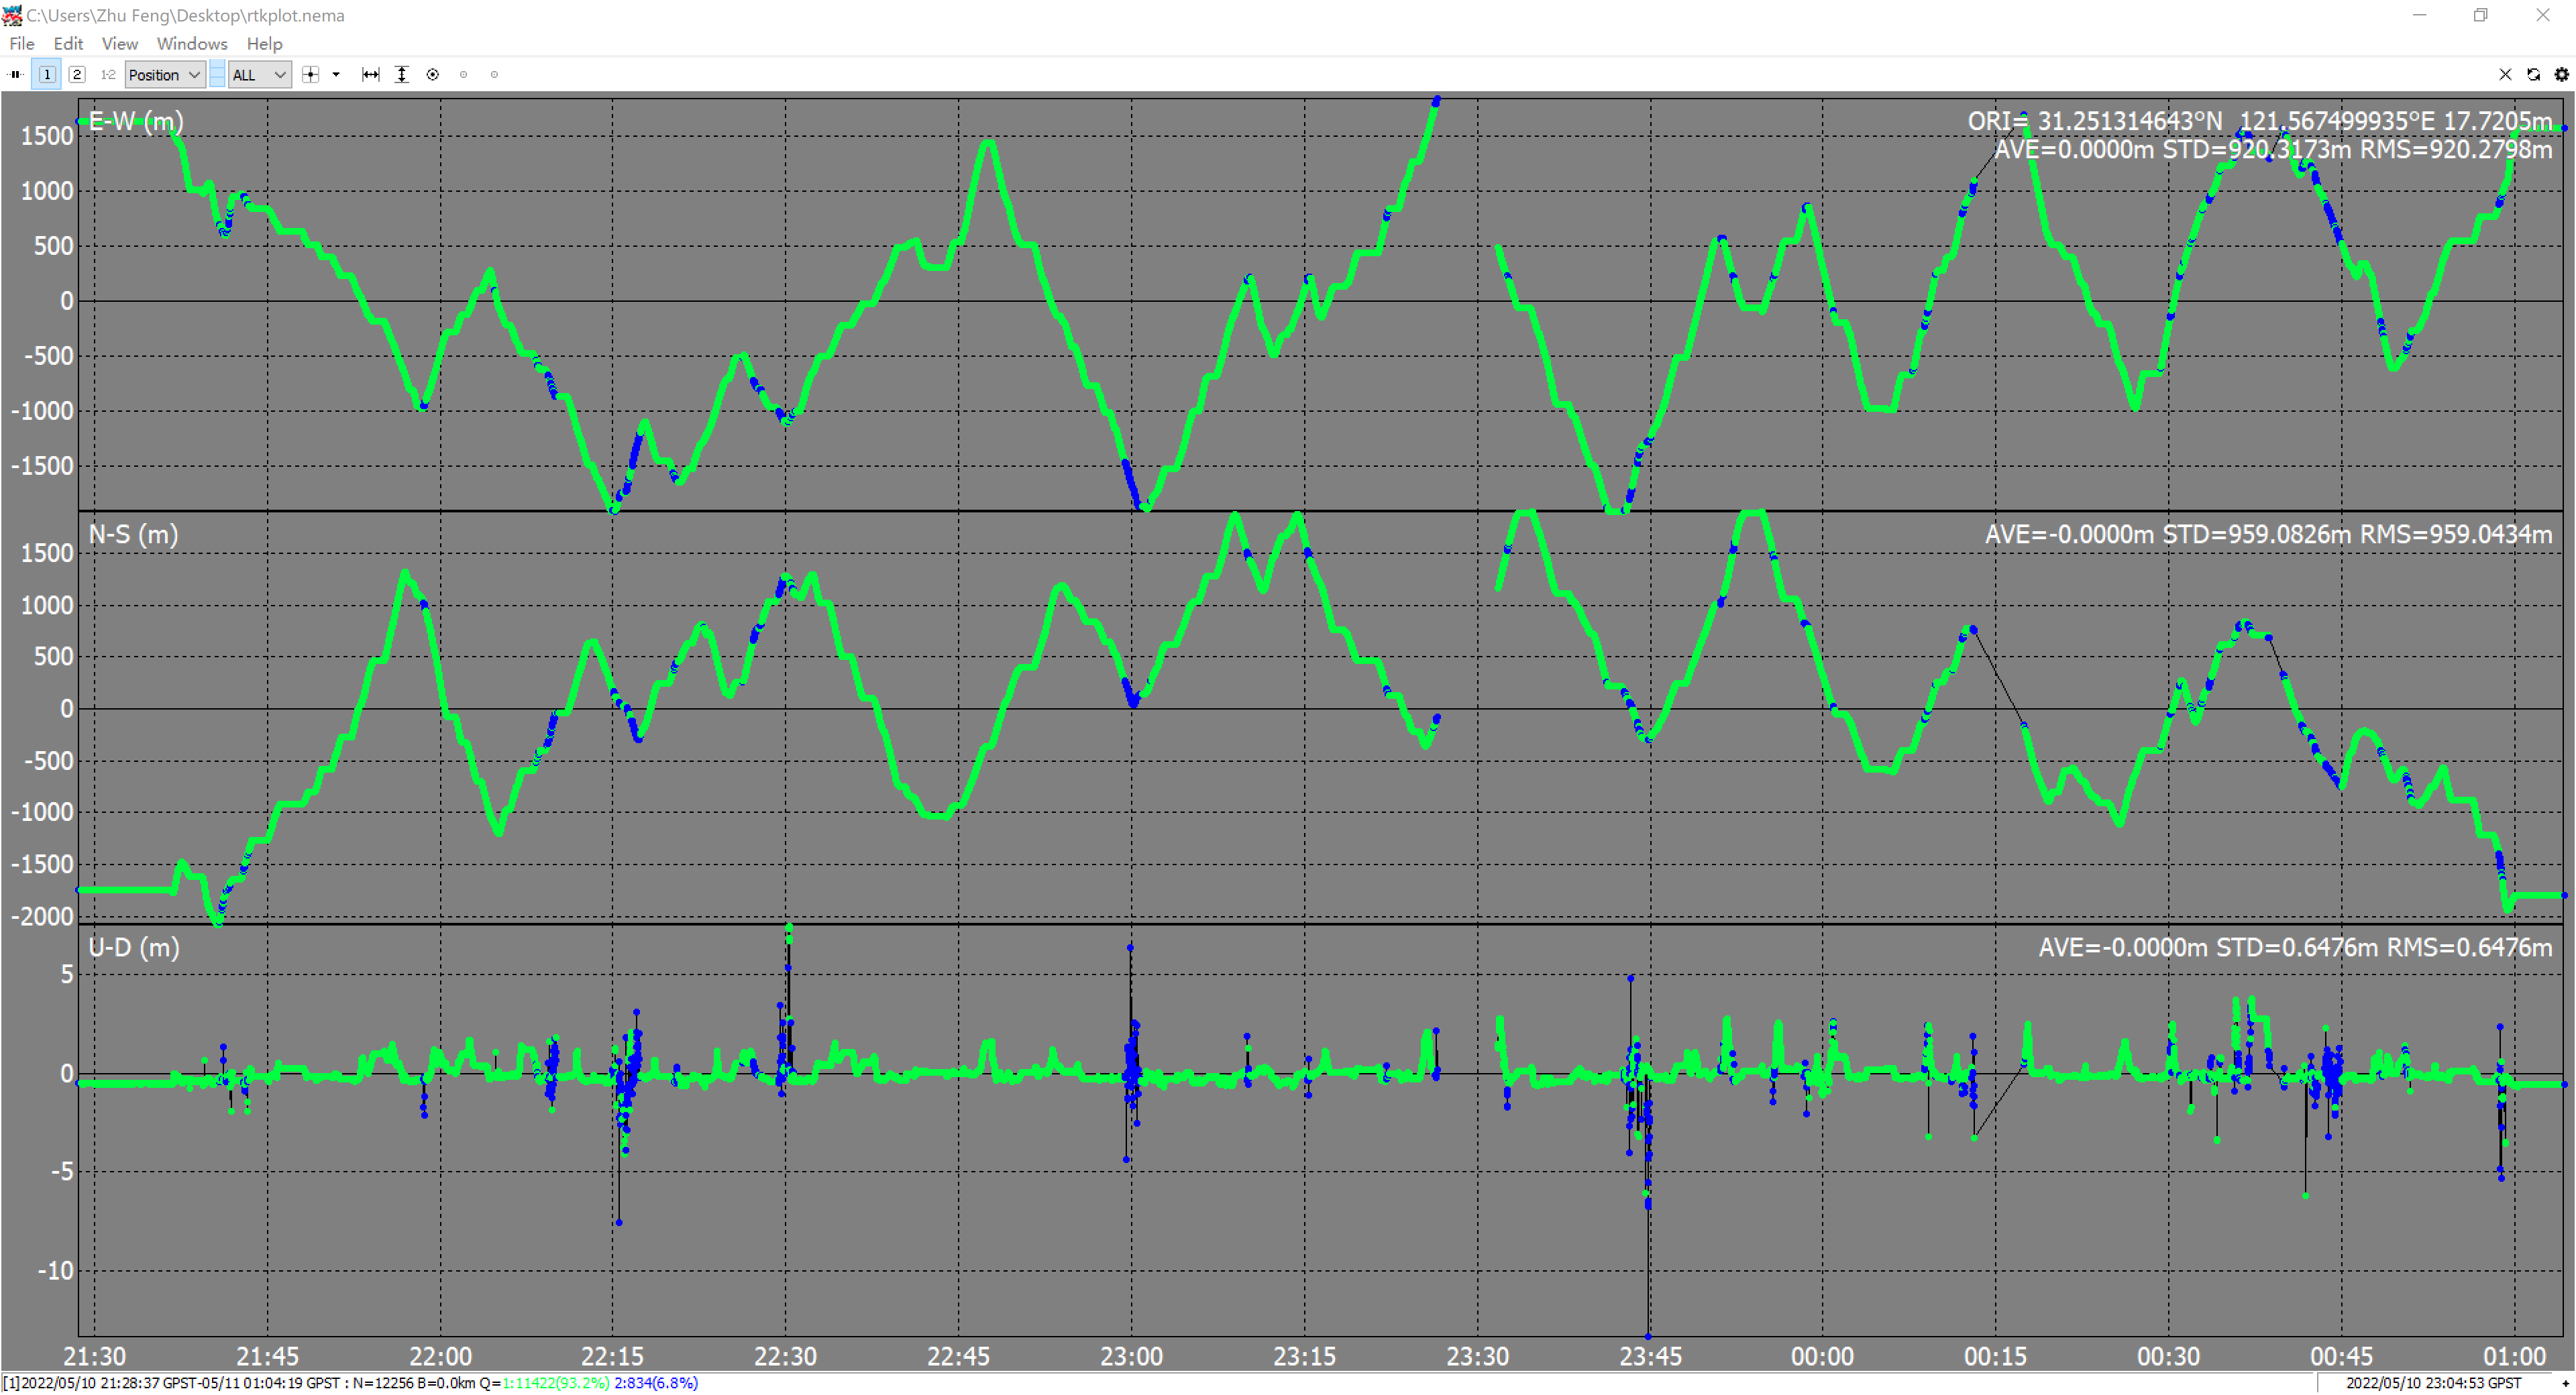 C:\Users\Zhu Feng\Desktop\rtkplot.nema
File Edit View Windows Help
1 2 1-2 Position ALL
E-W (m)
ORI= 31.251314643°N 121.567499935°E 17.7205m
AVE=0.0000m STD=920.3173m RMS=920.2798m
1500
1000
500
0
-500
-1000
-1500
N-S (m)
AVE=-0.0000m STD=959.0826m RMS=959.0434m
1500
1000
500
0
-500
-1000
-1500
-2000
U-D (m)
AVE=-0.0000m STD=0.6476m RMS=0.6476m
5
0
-5
-10
21:30 21:45 22:00 22:15 22:30 22:45 23:00 23:15 23:30 23:45 00:00 00:15 00:30 00:45 01:00
[1]2022/05/10 21:28:37 GPST-05/11 01:04:19 GPST : N=12256 B=0.0km Q=1:11422(93.2%) 2:834(6.8%)
2022/05/10 23:04:53 GPST